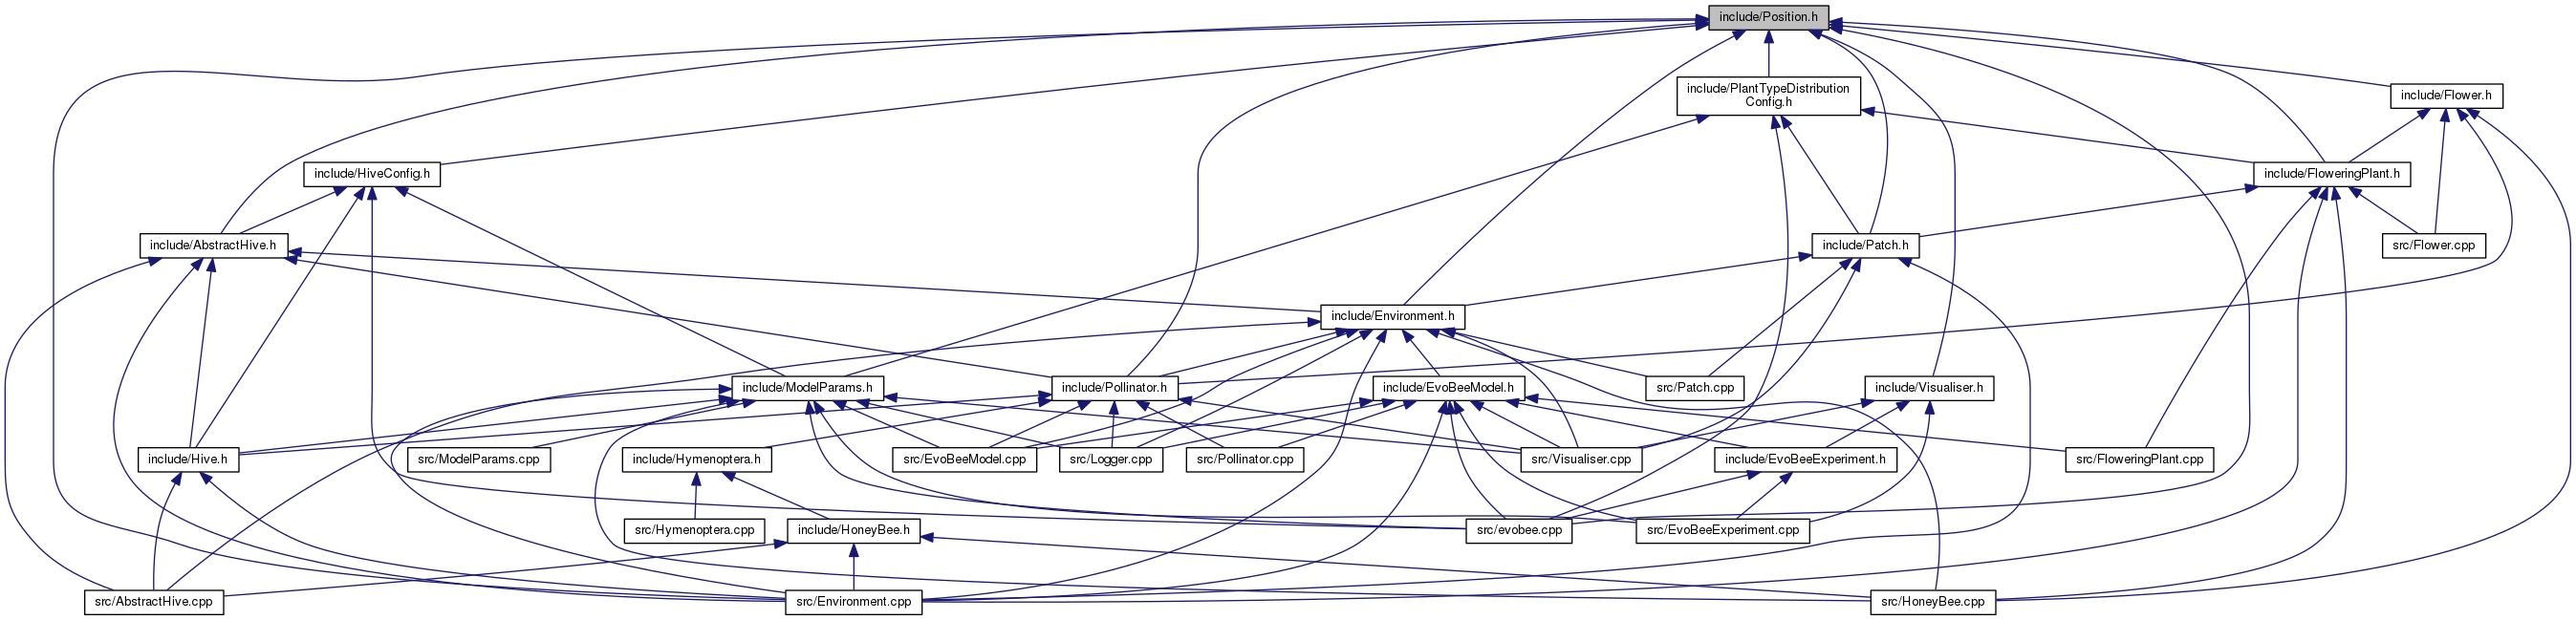 include/Position.h
include/PlantTypeDistribution
Config.h
include/Flower.h
include/HiveConfig.h
include/FloweringPlant.h
include/AbstractHive.h
include/Patch.h
src/Flower.cpp
include/Environment.h
include/ModelParams.h
include/Pollinator.h
include/EvoBeeModel.h
src/Patch.cpp
include/Visualiser.h
include/Hive.h
src/ModelParams.cpp
include/Hymenoptera.h
src/EvoBeeModel.cpp
src/Logger.cpp
src/Pollinator.cpp
src/Visualiser.cpp
include/EvoBeeExperiment.h
src/FloweringPlant.cpp
src/Hymenoptera.cpp
include/HoneyBee.h
src/evobee.cpp
src/EvoBeeExperiment.cpp
src/AbstractHive.cpp
src/Environment.cpp
src/HoneyBee.cpp